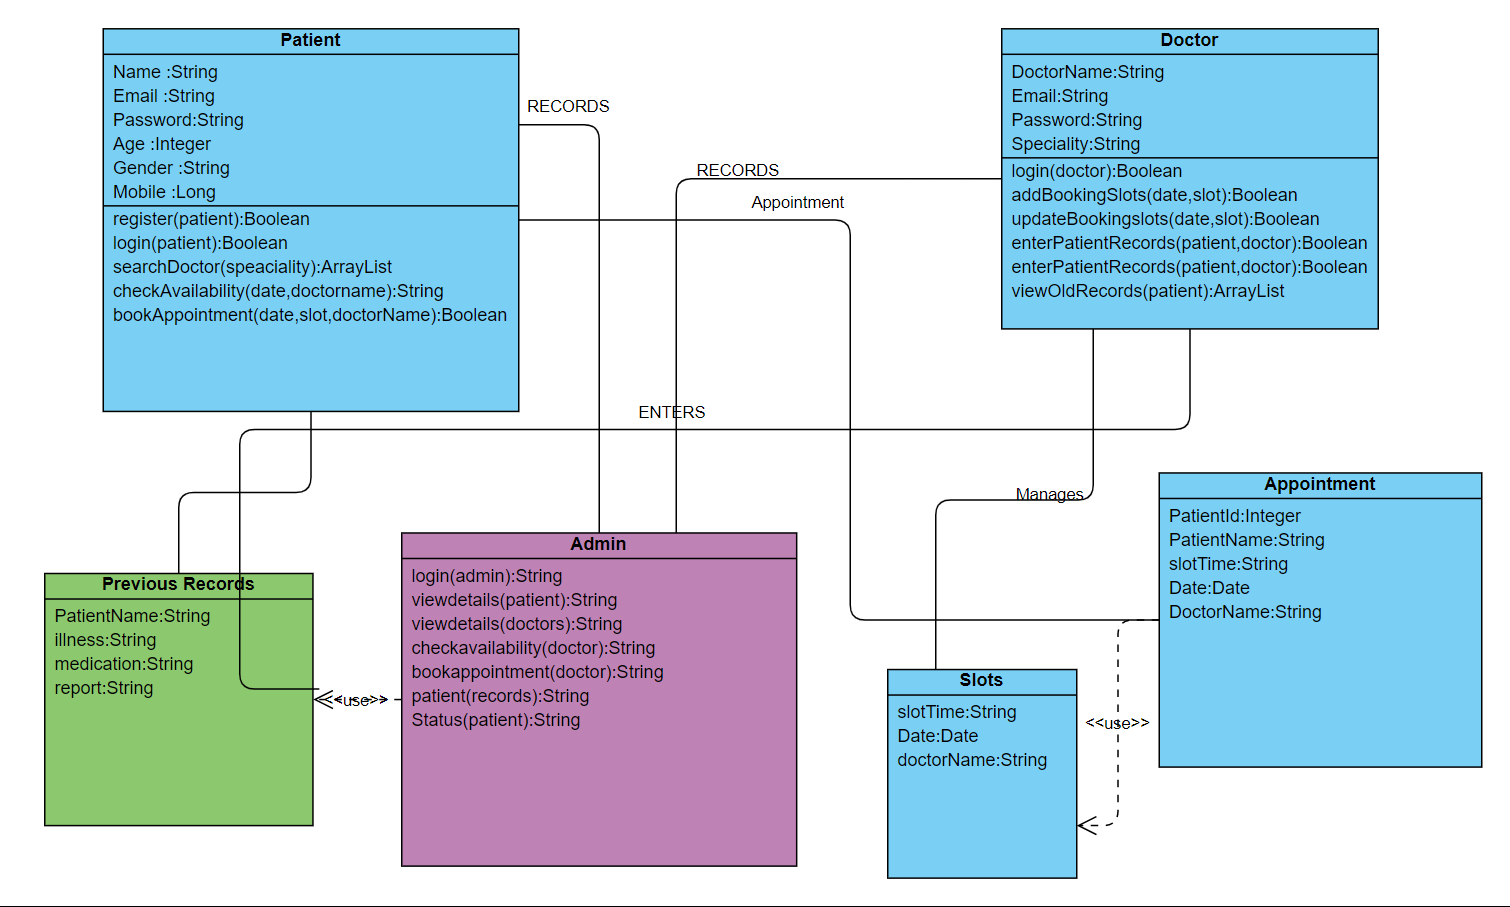 Patient
Name :String
Email :String
Password:String
Age :Integer
Gender :String
Mobile :Long
register(patient):Boolean
login(patient):Boolean
searchDoctor(speaciality):ArrayList
checkAvailability(date,doctorname):String
bookAppointment(date,slot,doctorName):Boolean
RECORDS
RECORDS
Appointment
Doctor
DoctorName:String
Email:String
Password:String
Speciality:String
login(doctor):Boolean
addBookingSlots(date,slot):Boolean
updateBookingslots(date,slot):Boolean
enterPatientRecords(patient,doctor):Boolean
enterPatientRecords(patient,doctor):Boolean
viewOldRecords(patient):ArrayList
ENTERS
Manages
Previous Records
PatientName:String
illness:String
medication:String
report:String
<<use>>
Admin
login(admin):String
viewdetails(patient):String
viewdetails(doctors):String
checkavailability(doctor):String
bookappointment(doctor):String
patient(records):String
Status(patient):String
Slots
slotTime:String
Date:Date
doctorName:String
<<use>>
Appointment
PatientId:Integer
PatientName:String
slotTime:String
Date:Date
DoctorName:String